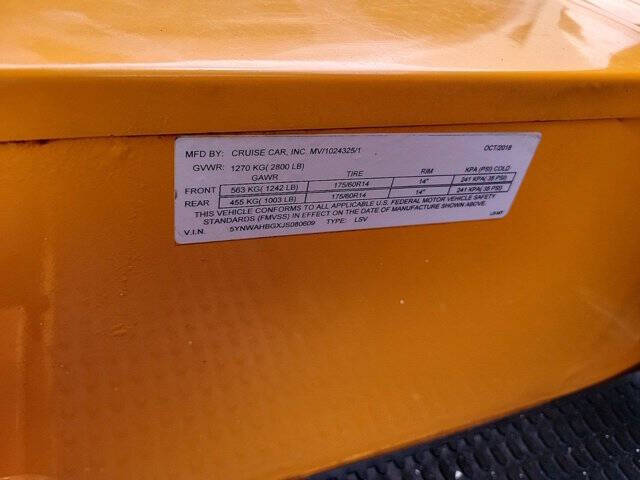 MFD BY: CRUISE CAR, INC. MV/1024325/1 OCT/2018
GVWR: 1270 KG( 2800 LB)
GAWR TIRE RIM KPA (PSI) COLD
FRONT 563 KG( 1242 LB) 175/60R14 14" 241 KPA( 35 PSI)
REAR 455 KG( 1003 LB) 175/60R14 14" 241 KPA( 35 PSI)
THIS VEHICLE CONFORMS TO ALL APPLICABLE U.S. FEDERAL MOTOR VEHICLE SAFETY
STANDARDS (FMVSS) IN EFFECT ON THE DATE OF MANUFACTURE SHOWN ABOVE.
V.I.N. 5YNWAHBGXJS080609 TYPE: LSV